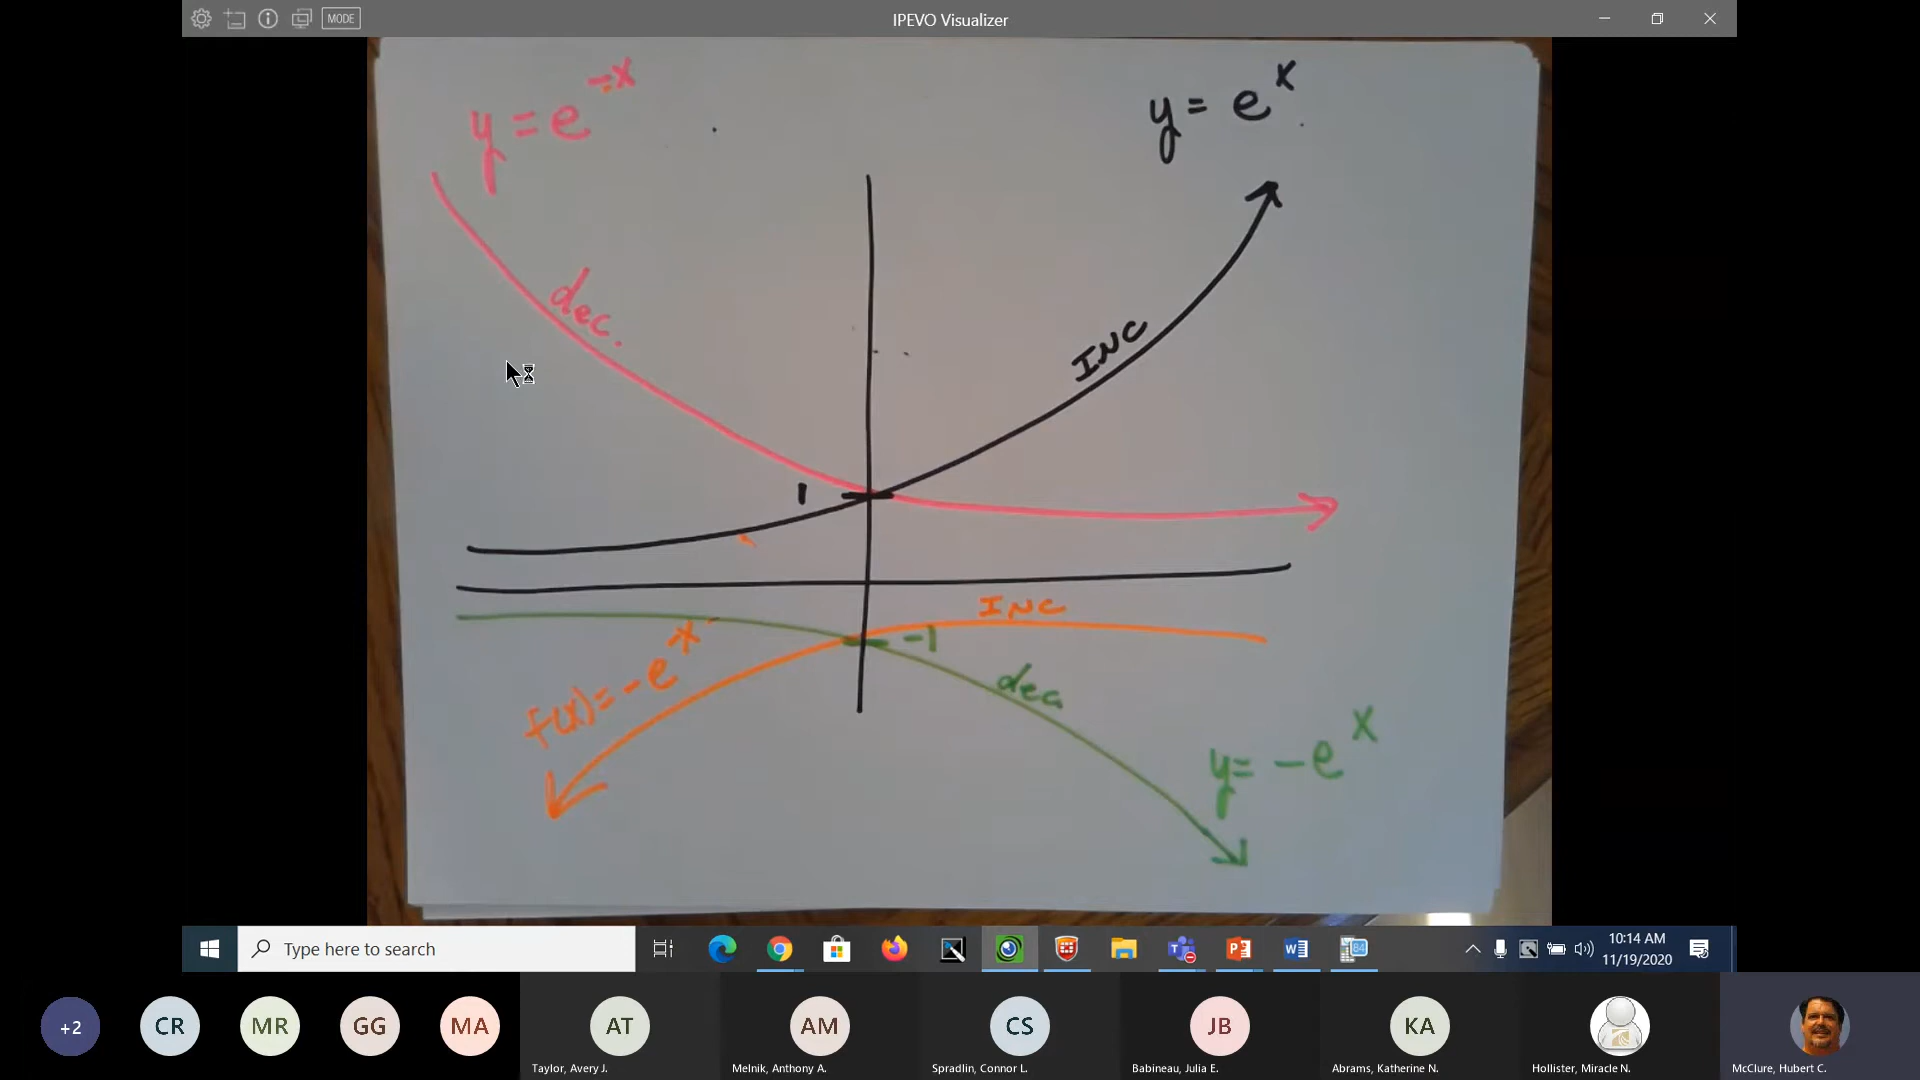 IPEVO Visualizer
MODE
y = e^-x
y = e^x
dec.
INC
1
INC
-1
f(x) = -e^-x
dec
y = -e^x
Type here to search
84
10:14 AM
11/19/2020
+2
CR
MR
GG
MA
AT
AM
CS
JB
KA
Taylor, Avery J.
Melnik, Anthony A.
Spradlin, Connor L.
Babineau, Julia E.
Abrams, Katherine N.
Hollister, Miracle N.
McClure, Hubert C.